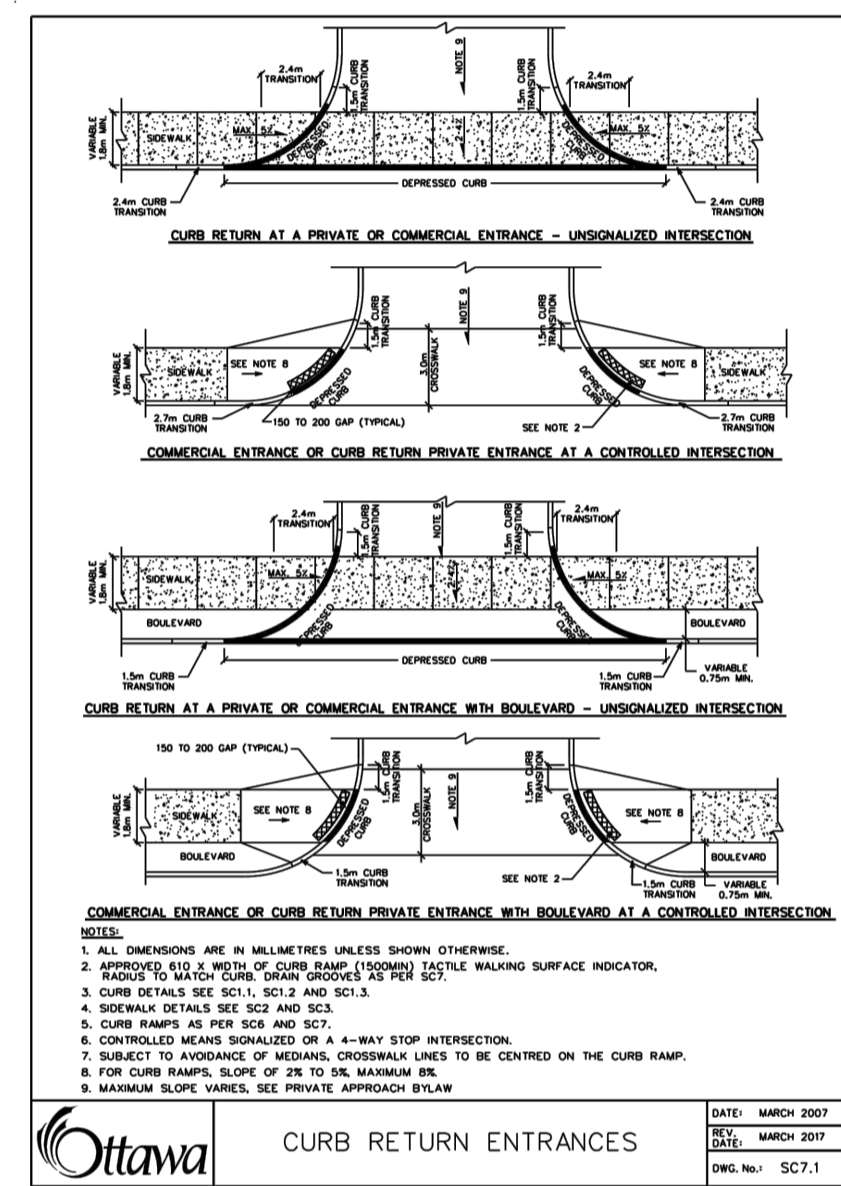 2.4m
TRANSITION
1.5m CURB
TRANSITION
NOTE 9
1.5m CURB
TRANSITION
2.4m
TRANSITION
VARIABLE
1.8m MIN.
SIDEWALK
MAX. 5%
DEPRESSED
CURB
2-4%
DEPRESSED
CURB
MAX. 5%
SIDEWALK
DEPRESSED CURB
2.4m CURB
TRANSITION
2.4m CURB
TRANSITION
CURB RETURN AT A PRIVATE OR COMMERCIAL ENTRANCE - UNSIGNALIZED INTERSECTION
1.5m CURB
TRANSITION
NOTE 9
1.5m CURB
TRANSITION
VARIABLE
1.8m MIN.
SIDEWALK
SEE NOTE 8
3.0m
CROSSWALK
SEE NOTE 8
SIDEWALK
DEPRESSED
CURB
DEPRESSED
CURB
2.7m CURB
TRANSITION
150 TO 200 GAP (TYPICAL)
SEE NOTE 2
2.7m CURB
TRANSITION
COMMERCIAL ENTRANCE OR CURB RETURN PRIVATE ENTRANCE AT A CONTROLLED INTERSECTION
2.4m
TRANSITION
1.5m CURB
TRANSITION
NOTE 9
1.5m CURB
TRANSITION
2.4m
TRANSITION
VARIABLE
1.8m MIN.
SIDEWALK
MAX. 5%
2-4%
MAX. 5%
SIDEWALK
BOULEVARD
DEPRESSED
CURB
DEPRESSED
CURB
BOULEVARD
DEPRESSED CURB
1.5m CURB
TRANSITION
1.5m CURB
TRANSITION
VARIABLE
0.75m MIN.
CURB RETURN AT A PRIVATE OR COMMERCIAL ENTRANCE WITH BOULEVARD - UNSIGNALIZED INTERSECTION
150 TO 200 GAP (TYPICAL)
1.5m CURB
TRANSITION
NOTE 9
1.5m CURB
TRANSITION
VARIABLE
1.8m MIN.
SIDEWALK
SEE NOTE 8
3.0m
CROSSWALK
SEE NOTE 8
SIDEWALK
DEPRESSED
CURB
DEPRESSED
CURB
BOULEVARD
BOULEVARD
1.5m CURB
TRANSITION
SEE NOTE 2
1.5m CURB
TRANSITION
VARIABLE
0.75m MIN.
COMMERCIAL ENTRANCE OR CURB RETURN PRIVATE ENTRANCE WITH BOULEVARD AT A CONTROLLED INTERSECTION
NOTES:
1. ALL DIMENSIONS ARE IN MILLIMETRES UNLESS SHOWN OTHERWISE.
2. APPROVED 610 X WIDTH OF CURB RAMP (1500MIN) TACTILE WALKING SURFACE INDICATOR,
RADIUS TO MATCH CURB. DRAIN GROOVES AS PER SC7.
3. CURB DETAILS SEE SC1.1, SC1.2 AND SC1.3.
4. SIDEWALK DETAILS SEE SC2 AND SC3.
5. CURB RAMPS AS PER SC6 AND SC7.
6. CONTROLLED MEANS SIGNALIZED OR A 4-WAY STOP INTERSECTION.
7. SUBJECT TO AVOIDANCE OF MEDIANS, CROSSWALK LINES TO BE CENTRED ON THE CURB RAMP.
8. FOR CURB RAMPS, SLOPE OF 2% TO 5%, MAXIMUM 8%.
9. MAXIMUM SLOPE VARIES, SEE PRIVATE APPROACH BYLAW
Ottawa
CURB RETURN ENTRANCES
DATE: MARCH 2007
REV. DATE: MARCH 2017
DWG. No.: SC7.1